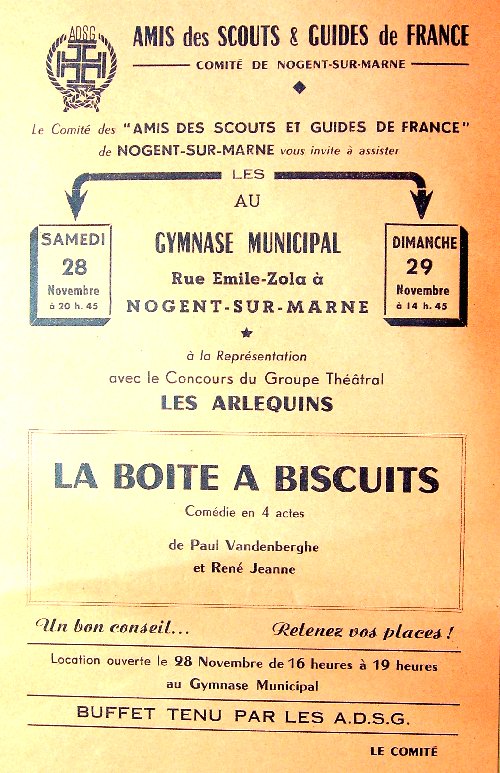 ADSG
AMIS des SCOUTS & GUIDES de FRANCE
COMITÉ DE NOGENT-SUR-MARNE
Le Comité des "AMIS DES SCOUTS ET GUIDES DE FRANCE"
de NOGENT-SUR-MARNE vous invite à assister
LES
AU
SAMEDI
28
Novembre
à 20 h. 45
GYMNASE MUNICIPAL
Rue Emile-Zola à
NOGENT-SUR-MARNE
DIMANCHE
29
Novembre
à 14 h. 45
à la Représentation
avec le Concours du Groupe Théâtral
LES ARLEQUINS
LA BOITE A BISCUITS
Comédie en 4 actes
de Paul Vandenberghe
et René Jeanne
Un bon conseil... Retenez vos places !
Location ouverte le 28 Novembre de 16 heures à 19 heures
au Gymnase Municipal
BUFFET TENU PAR LES A.D.S.G.
LE COMITÉ